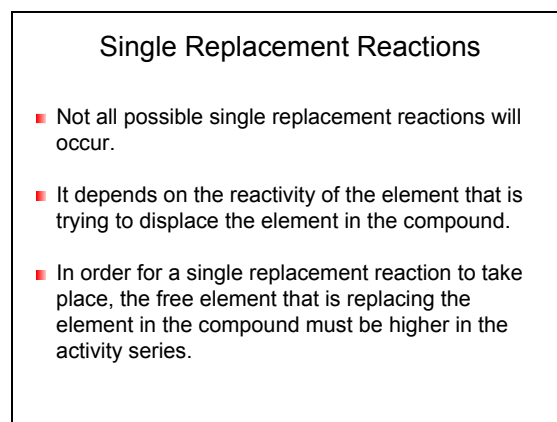 Single Replacement Reactions
Not all possible single replacement reactions will
occur.
It depends on the reactivity of the element that is
trying to displace the element in the compound.
In order for a single replacement reaction to take
place, the free element that is replacing the
element in the compound must be higher in the
activity series.